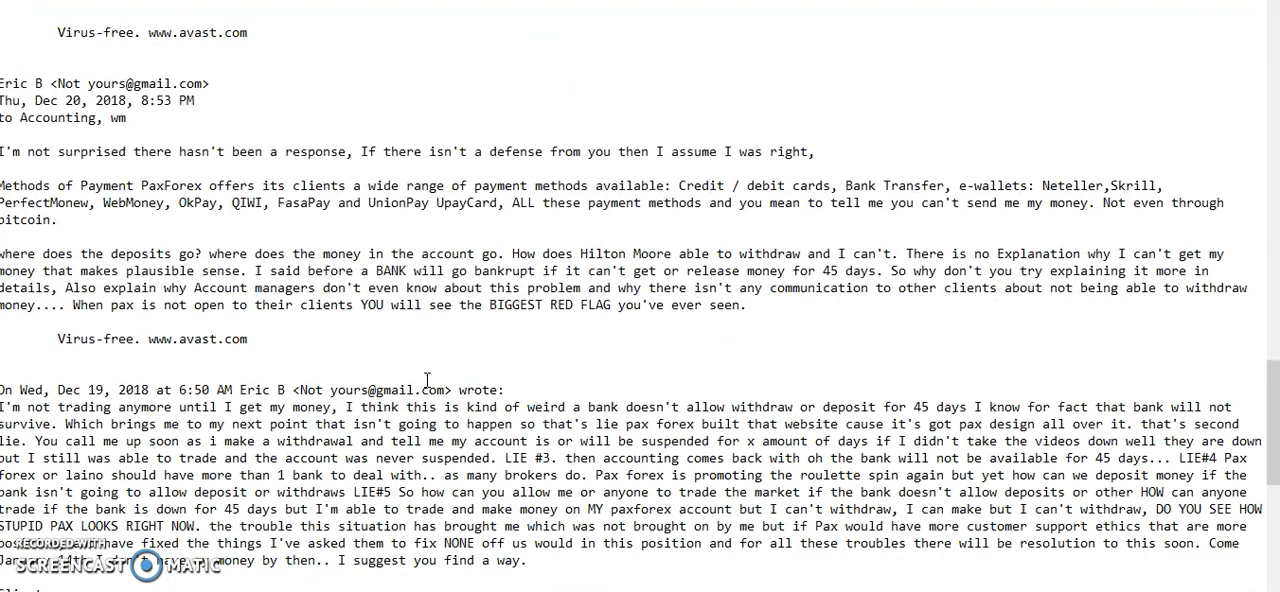 Virus-free. www.avast.com
Eric B <Not yours@gmail.com>
Thu, Dec 20, 2018, 8:53 PM
to Accounting, wm
I'm not surprised there hasn't been a response, If there isn't a defense from you then I assume I was right,
Methods of Payment PaxForex offers its clients a wide range of payment methods available: Credit / debit cards, Bank Transfer, e-wallets: Neteller,Skrill,
PerfectMonew, WebMoney, OkPay, QIWI, FasaPay and UnionPay UpayCard, ALL these payment methods and you mean to tell me you can't send me my money. Not even through
bitcoin.
where does the deposits go? where does the money in the account go. How does Hilton Moore able to withdraw and I can't. There is no Explanation why I can't get my
money that makes plausible sense. I said before a BANK will go bankrupt if it can't get or release money for 45 days. So why don't you try explaining it more in
details, Also explain why Account managers don't even know about this problem and why there isn't any communication to other clients about not being able to withdraw
money.... When pax is not open to their clients YOU will see the BIGGEST RED FLAG you've ever seen.
Virus-free. www.avast.com
On Wed, Dec 19, 2018 at 6:50 AM Eric B <Not yours@gmail.com> wrote:
I'm not trading anymore until I get my money, I think this is kind of weird a bank doesn't allow withdraw or deposit for 45 days I know for fact that bank will not
survive. Which brings me to my next point that isn't going to happen so that's lie pax forex built that website cause it's got pax design all over it. that's second
lie. You call me up soon as i make a withdrawal and tell me my account is or will be suspended for x amount of days if I didn't take the videos down well they are down
but I still was able to trade and the account was never suspended. LIE #3. then accounting comes back with oh the bank will not be available for 45 days... LIE#4 Pax
forex or laino should have more than 1 bank to deal with.. as many brokers do. Pax forex is promoting the roulette spin again but yet how can we deposit money if the
bank isn't going to allow deposit or withdraws LIE#5 So how can you allow me or anyone to trade the market if the bank doesn't allow deposits or other HOW can anyone
trade if the bank is down for 45 days but I'm able to trade and make money on MY paxforex account but I can't withdraw, I can make but I can't withdraw, DO YOU SEE HOW
STUPID PAX LOOKS RIGHT NOW. the trouble this situation has brought me which was not brought on by me but if Pax would have more customer support ethics that are more
have fixed the things I've asked them to fix NONE off us would in this position and for all these troubles there will be resolution to this soon. Come
money by then.. I suggest you find a way.
RECORDED WITH
SCREENCAST MATIC